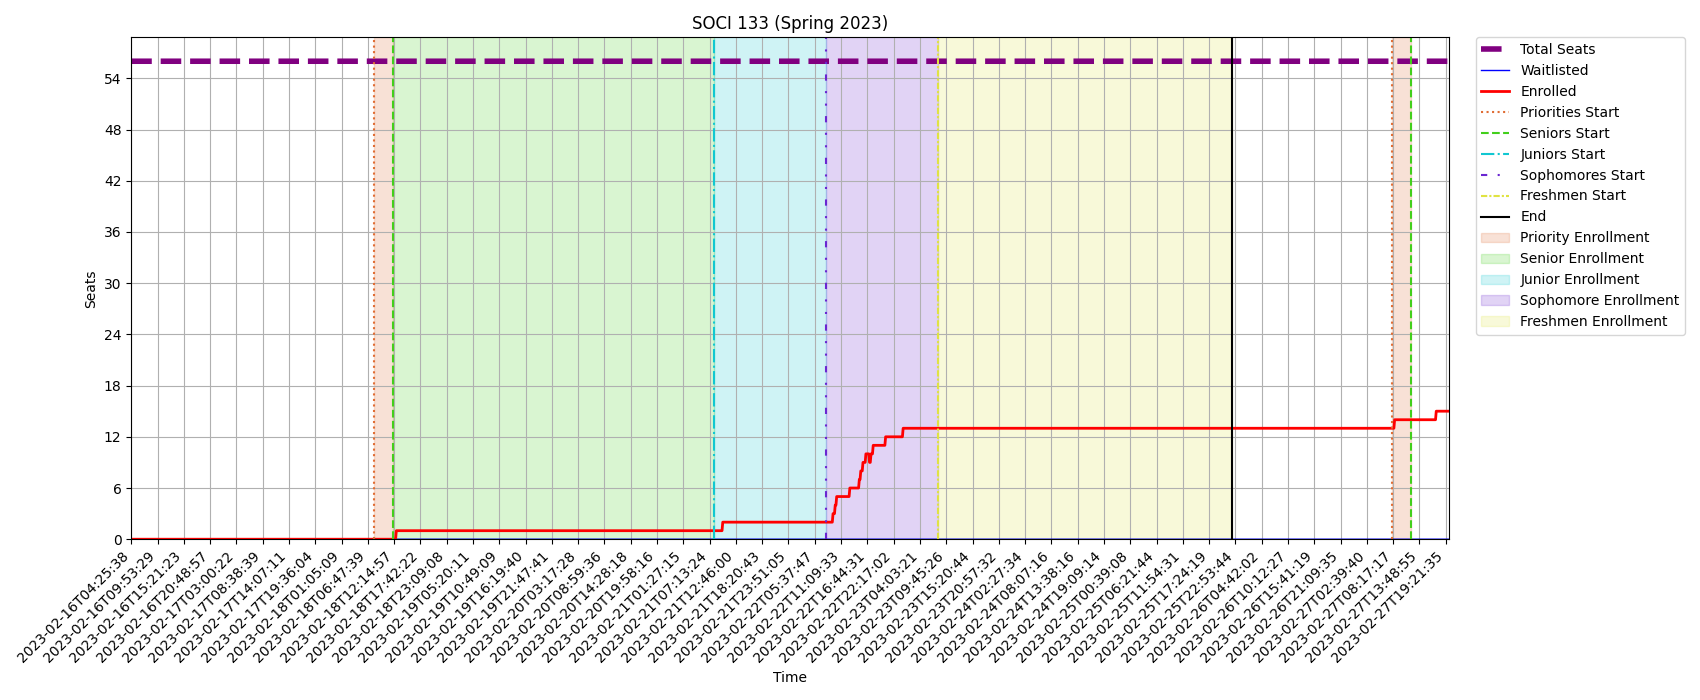 SOCI 133 (Spring 2023)
Seats
54
48
42
36
30
24
18
12
6
0
2023-02-16T04:25:38
2023-02-16T09:53:29
2023-02-16T15:21:23
2023-02-16T20:48:57
2023-02-17T03:00:22
2023-02-17T08:38:39
2023-02-17T14:07:11
2023-02-17T19:36:04
2023-02-18T01:05:09
2023-02-18T06:47:39
2023-02-18T12:14:57
2023-02-18T17:42:22
2023-02-18T23:09:08
2023-02-19T05:20:11
2023-02-19T10:49:09
2023-02-19T16:19:40
2023-02-19T21:47:41
2023-02-20T03:17:28
2023-02-20T08:59:36
2023-02-20T14:28:18
2023-02-20T19:58:16
2023-02-21T01:27:15
2023-02-21T07:13:24
2023-02-21T12:46:00
2023-02-21T18:20:43
2023-02-21T23:51:05
2023-02-22T05:37:47
2023-02-22T11:09:33
2023-02-22T16:44:31
2023-02-22T22:17:02
2023-02-23T04:03:21
2023-02-23T09:45:26
2023-02-23T15:20:44
2023-02-23T20:57:32
2023-02-24T02:27:34
2023-02-24T08:07:16
2023-02-24T13:38:16
2023-02-24T19:09:14
2023-02-25T00:39:08
2023-02-25T06:21:44
2023-02-25T11:54:31
2023-02-25T17:24:19
2023-02-25T22:53:44
2023-02-26T04:42:02
2023-02-26T10:12:27
2023-02-26T15:41:19
2023-02-26T21:09:35
2023-02-27T02:39:40
2023-02-27T08:17:17
2023-02-27T13:48:55
2023-02-27T19:21:35
Time
Total Seats
Waitlisted
Enrolled
Priorities Start
Seniors Start
Juniors Start
Sophomores Start
Freshmen Start
End
Priority Enrollment
Senior Enrollment
Junior Enrollment
Sophomore Enrollment
Freshmen Enrollment